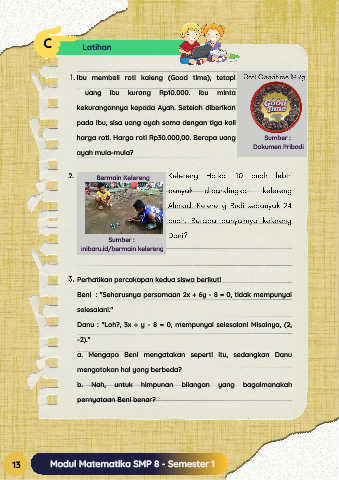 C
Latihan
1. Ibu membeli roti kaleng (Good time), tetapi
uang ibu kurang Rp10.000. Ibu minta
kekurangannya kepada Ayah. Setelah diberikan
pada ibu, sisa uang ayah sama dengan tiga kali
harga roti. Harga roti Rp30.000,00. Berapa uang
ayah mula-mula?
Roti Goodtime
Good
Time
Sumber :
Dokumen Pribadi
2.
Bermain Kelereng
Sumber :
inibaru.id/bermain kelereng
Kelereng 10 buah lebih
banyak dibandingkan kelereng
Ahmad. Kelereng Budi sebanyak 24
buah. Berapa banyaknya kelereng
Doni?
3. Perhatikan percakapan kedua siswa berikut!
Beni : "Seharusnya persamaan 2x + 6y - 8 = 0, tidak mempunyai
selesaian!"
Danu : "Loh?, 3x + y - 8 = 0, mempunyai selesaian! Misalnya, (2,
-2)."
a. Mengapa Beni mengatakan seperti itu, sedangkan Danu
mengatakan hal yang berbeda?
b. Nah, untuk himpunan bilangan yang bagaimanakah
pernyataan Beni benar?
13
Modul Matematika SMP 8 - Semester 1